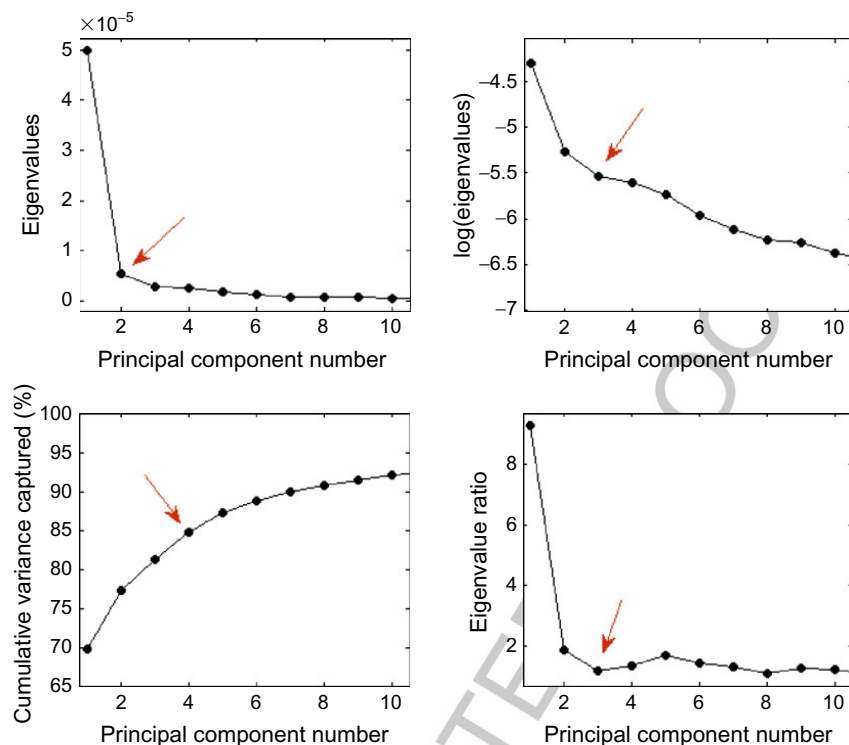 ×10⁻⁵
5
4
3
2
1
0
Eigenvalues
2 4 6 8 10
Principal component number
−4.5
−5
−5.5
−6
−6.5
−7
log(eigenvalues)
2 4 6 8 10
Principal component number
100
95
90
85
80
75
70
65
Cumulative variance captured (%)
2 4 6 8 10
Principal component number
8
6
4
2
Eigenvalue ratio
2 4 6 8 10
Principal component number